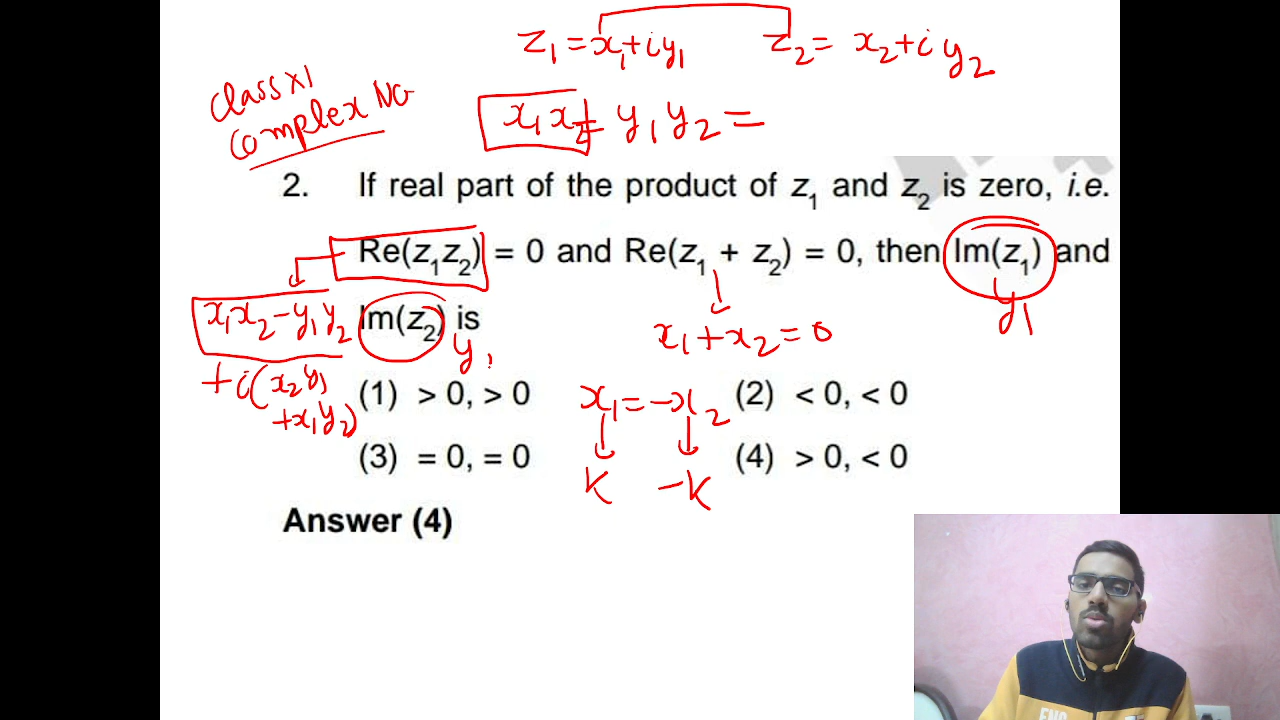 z₁ = x₁+iy₁ z₂ = x₂+iy₂
Class XI
Complex No
x₁x₂ = y₁y₂ =
2. If real part of the product of z₁ and z₂ is zero, i.e.
Re(z₁z₂) = 0 and Re(z₁ + z₂) = 0, then Im(z₁) and
Im(z₂) is
x₁x₂ - y₁y₂
+i(x₂y₁
+x₁y₂)
y₁
x₁+x₂=0
(1) > 0, > 0
x₁=-x₂
(2) < 0, < 0
(3) = 0, = 0
K -K
(4) > 0, < 0
Answer (4)